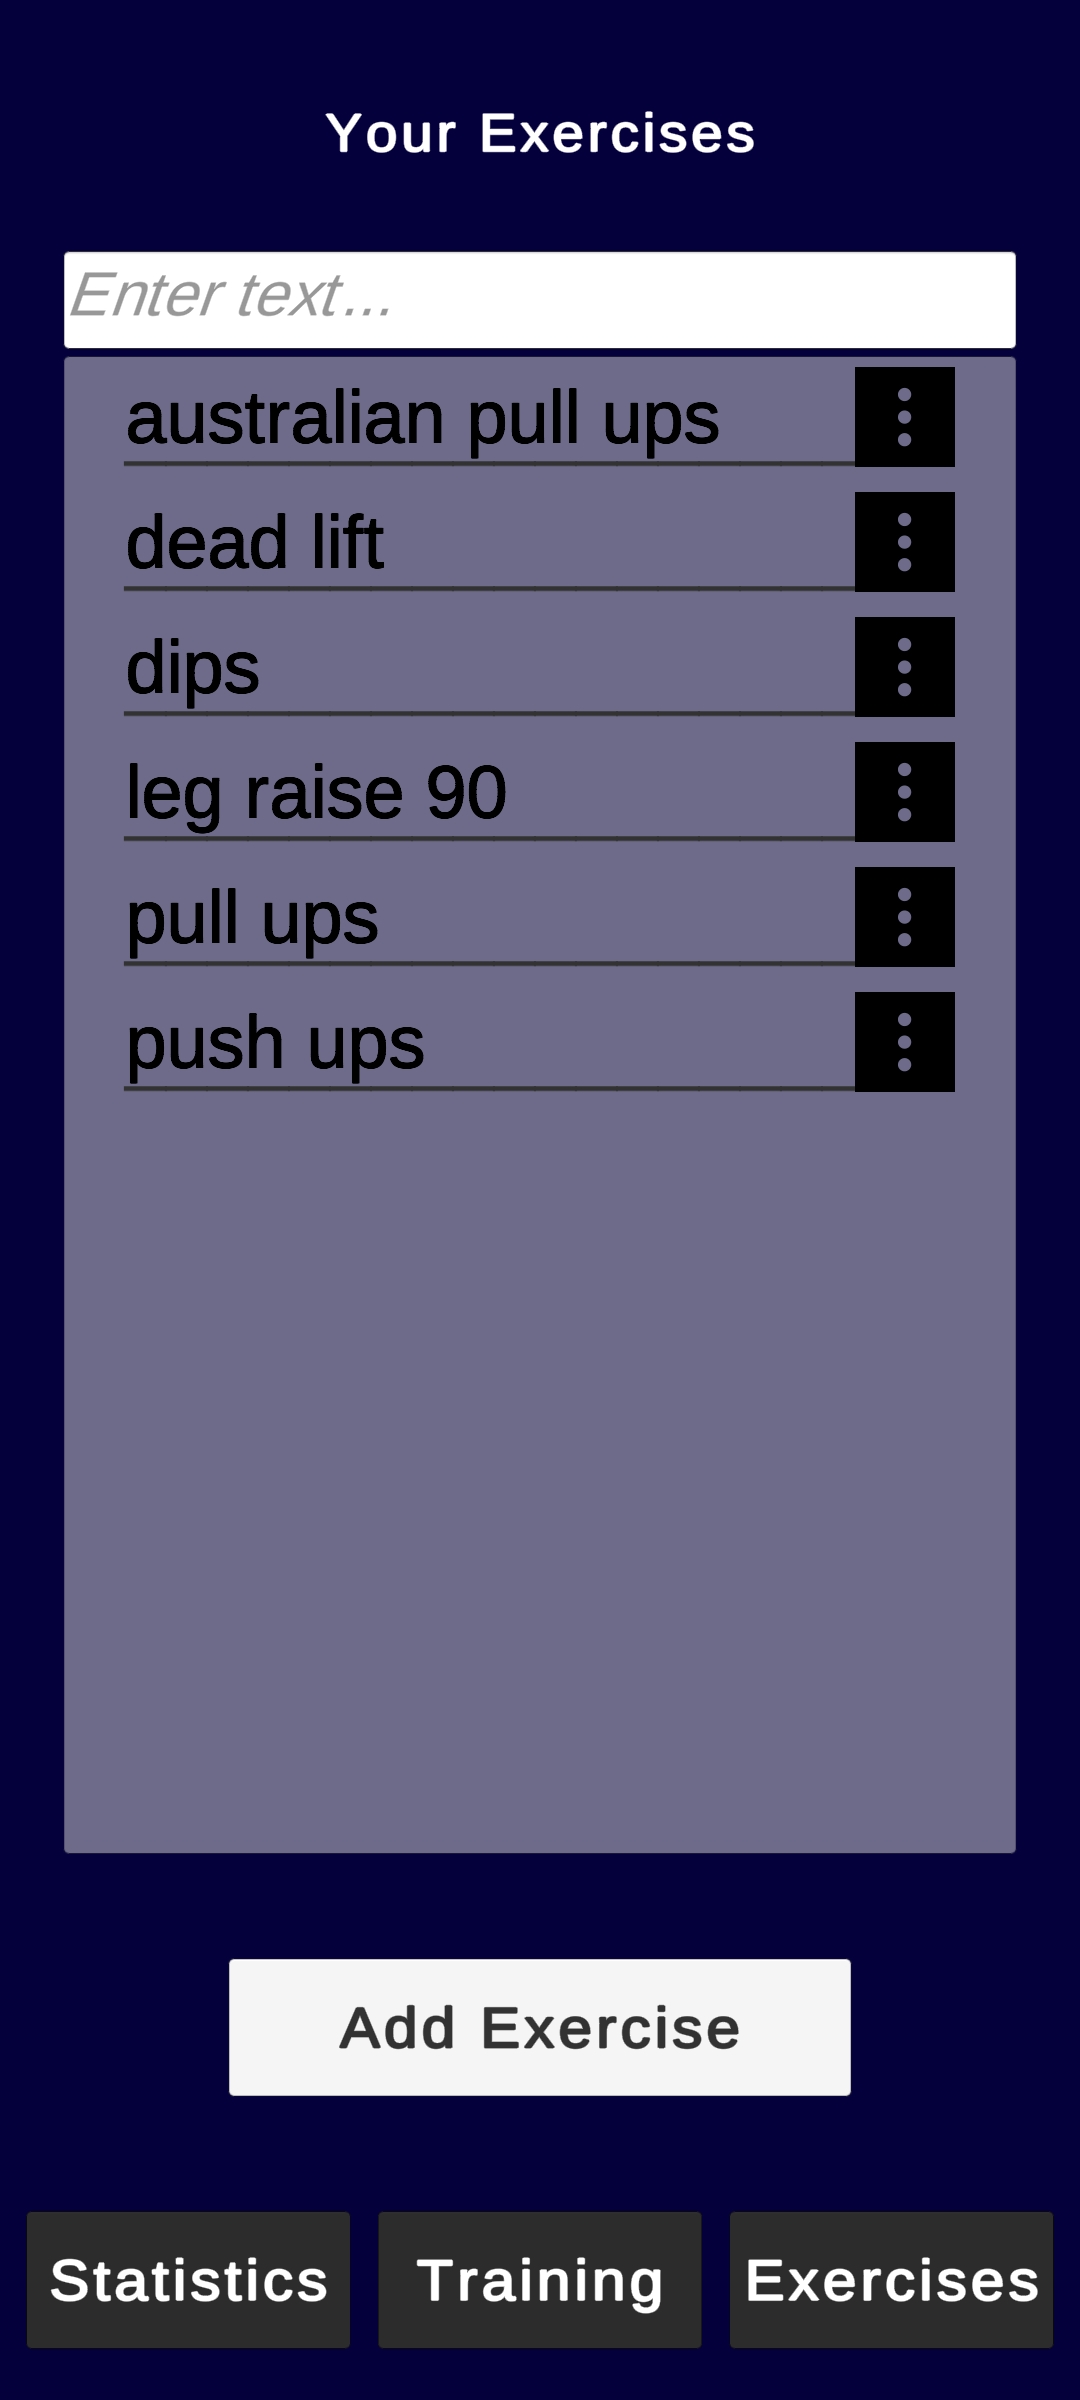 Your Exercises
Enter text...
australian pull ups
dead lift
dips
leg raise 90
pull ups
push ups
Add Exercise
Statistics Training Exercises